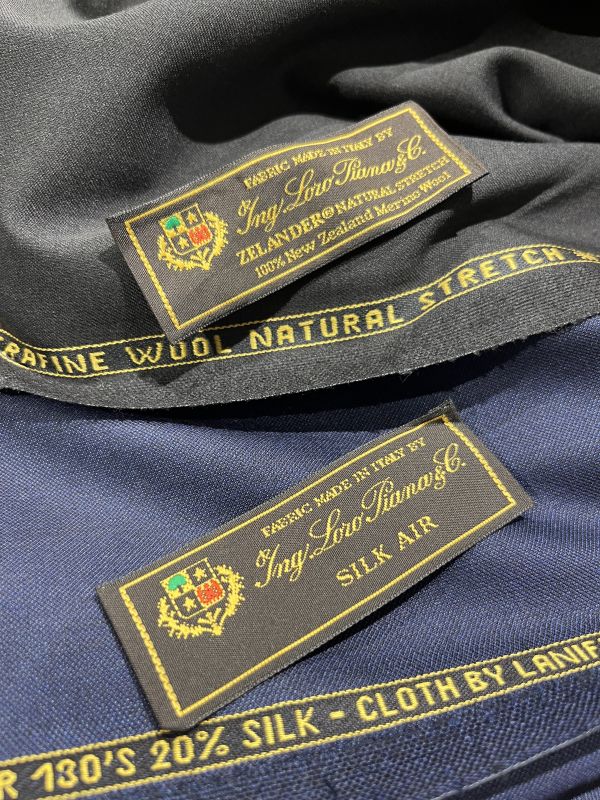 FABRIC MADE IN ITALY BY
Ing. Loro Piana & C.
ZELANDER® NATURAL STRETCH
100% New Zealand Merino Wool
RAFINE WOOL NATURAL STRETCH
FABRIC MADE IN ITALY BY
Ing. Loro Piana & C.
SILK AIR
R 130'S 20% SILK - CLOTH BY LANIF